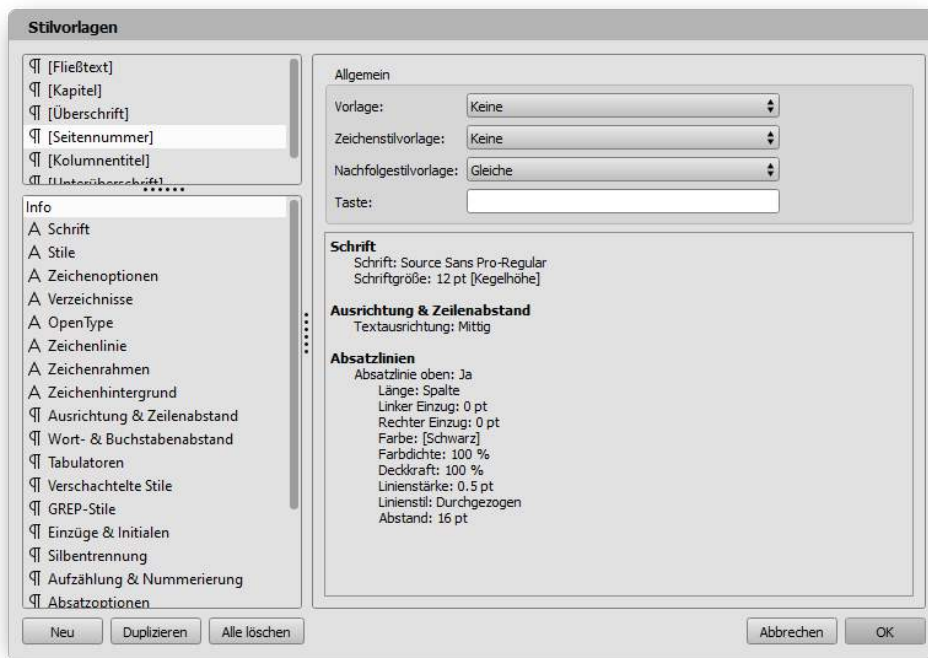 Stilvorlagen
¶ [Fließtext]
¶ [Kapitel]
¶ [Überschrift]
¶ [Seitennummer]
¶ [Kolumnentitel]
¶ [Unterüberschrift]
Info
A Schrift
A Stile
A Zeichenoptionen
A Verzeichnisse
A OpenType
A Zeichenlinie
A Zeichenrahmen
A Zeichenhintergrund
¶ Ausrichtung & Zeilenabstand
¶ Wort- & Buchstabenabstand
¶ Tabulatoren
¶ Verschachtelte Stile
¶ GREP-Stile
¶ Einzüge & Initialen
¶ Silbentrennung
¶ Aufzählung & Nummerierung
¶ Absatzoptionen
Neu Duplizieren Alle löschen
Allgemein
Vorlage: Keine
Zeichenstilvorlage: Keine
Nachfolgestilvorlage: Gleiche
Taste:
Schrift
Schrift: Source Sans Pro-Regular
Schriftgröße: 12 pt [Kegelhöhe]
Ausrichtung & Zeilenabstand
Textausrichtung: Mittig
Absatzlinien
Absatzlinie oben: Ja
Länge: Spalte
Linker Einzug: 0 pt
Rechter Einzug: 0 pt
Farbe: [Schwarz]
Farbdichte: 100 %
Deckkraft: 100 %
Linienstärke: 0.5 pt
Linienstil: Durchgezogen
Abstand: 16 pt
Abbrechen OK